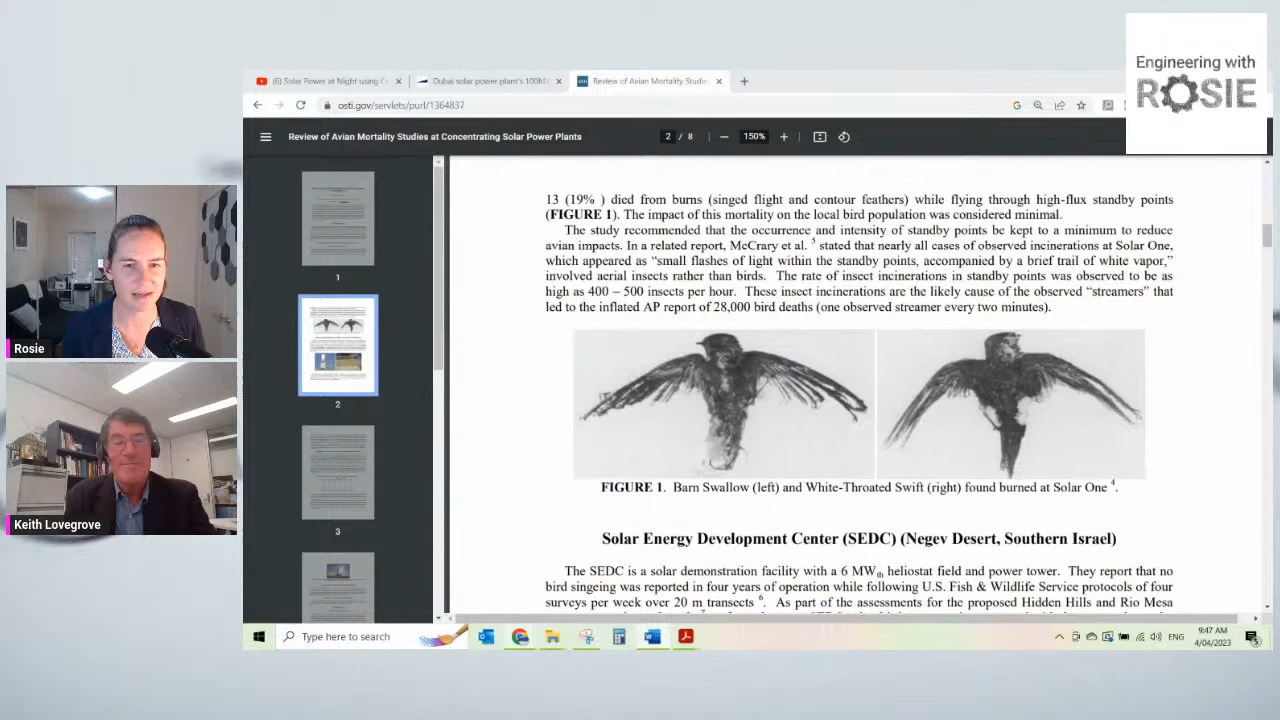 Engineering with
ROSIE
(6) Solar Power at Night using C
Dubai solar power plant's 100M
Review of Avian Mortality Studie
osti.gov/servlets/purl/1364837
Review of Avian Mortality Studies at Concentrating Solar Power Plants
2 / 8
150%
1
2
3
13 (19% ) died from burns (singed flight and contour feathers) while flying through high-flux standby points
(FIGURE 1). The impact of this mortality on the local bird population was considered minimal.
The study recommended that the occurrence and intensity of standby points be kept to a minimum to reduce
avian impacts. In a related report, McCrary et al. 5 stated that nearly all cases of observed incinerations at Solar One,
which appeared as “small flashes of light within the standby points, accompanied by a brief trail of white vapor,”
involved aerial insects rather than birds. The rate of insect incinerations in standby points was observed to be as
high as 400 – 500 insects per hour. These insect incinerations are the likely cause of the observed “streamers” that
led to the inflated AP report of 28,000 bird deaths (one observed streamer every two minutes).
FIGURE 1. Barn Swallow (left) and White-Throated Swift (right) found burned at Solar One 4.
Solar Energy Development Center (SEDC) (Negev Desert, Southern Israel)
The SEDC is a solar demonstration facility with a 6 MWth heliostat field and power tower. They report that no
bird singeing was reported in four years of operation while following U.S. Fish & Wildlife Service protocols of four
surveys per week over 20 m transects 6. As part of the assessments for the proposed Hidden Hills and Rio Mesa
Rosie
Keith Lovegrove
Type here to search
ENG
9:47 AM
4/04/2023